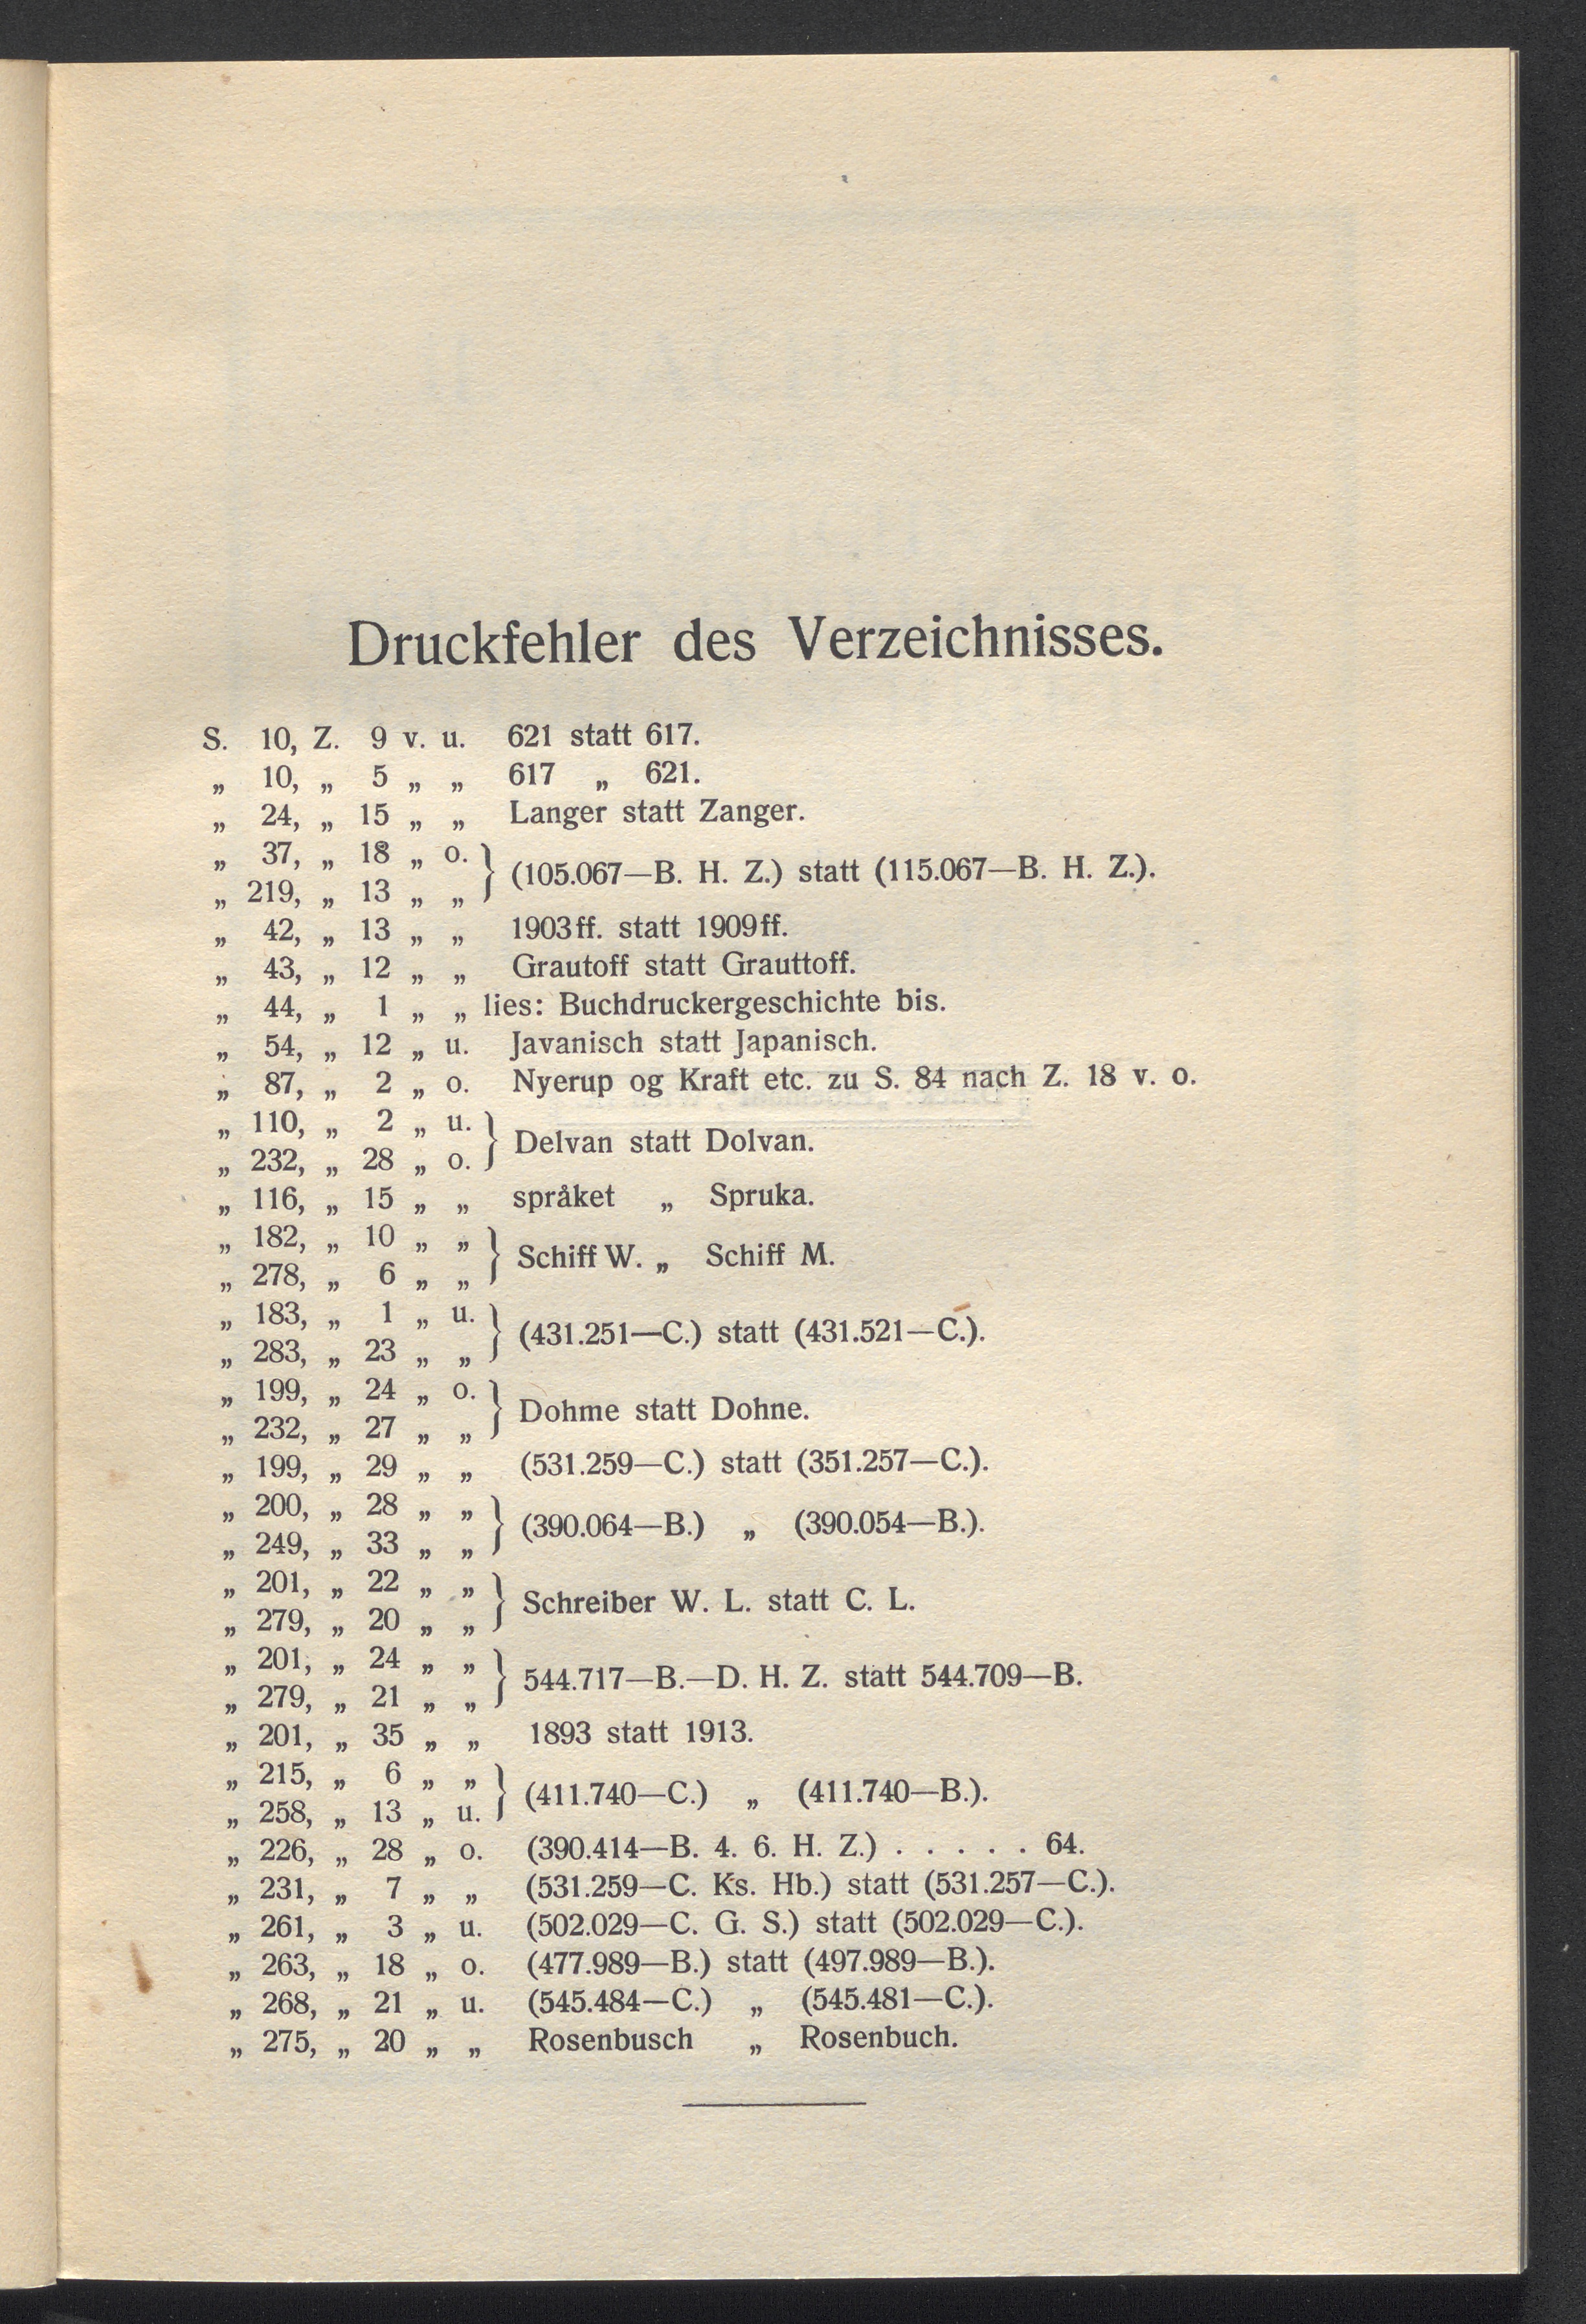 Druckfehler des Verzeichnisses.
S. 10, Z. 9 v. u. 621 statt 617.
„ 10, „ 5 „ „ 617 „ 621.
„ 24, „ 15 „ „ Langer statt Zanger.
„ 37, „ 18 „ o.
„ 219, „ 13 „ „ } (105.067—B. H. Z.) statt (115.067—B. H. Z.).
„ 42, „ 13 „ „ 1903ff. statt 1909ff.
„ 43, „ 12 „ „ Grautoff statt Grauttoff.
„ 44, „ 1 „ „ lies: Buchdruckergeschichte bis.
„ 54, „ 12 „ u. Javanisch statt Japanisch.
„ 87, „ 2 „ o. Nyerup og Kraft etc. zu S. 84 nach Z. 18 v. o.
„ 110, „ 2 „ u.
„ 232, „ 28 „ o. } Delvan statt Dolvan.
„ 116, „ 15 „ „ språket „ Spruka.
„ 182, „ 10 „ „
„ 278, „ 6 „ „ } Schiff W. „ Schiff M.
„ 183, „ 1 „ u.
„ 283, „ 23 „ „ } (431.251—C.) statt (431.521—C.).
„ 199, „ 24 „ o.
„ 232, „ 27 „ „ } Dohme statt Dohne.
„ 199, „ 29 „ „ (531.259—C.) statt (351.257—C.).
„ 200, „ 28 „ „
„ 249, „ 33 „ „ } (390.064—B.) „ (390.054—B.).
„ 201, „ 22 „ „
„ 279, „ 20 „ „ } Schreiber W. L. statt C. L.
„ 201, „ 24 „ „
„ 279, „ 21 „ „ } 544.717—B.—D. H. Z. statt 544.709—B.
„ 201, „ 35 „ „ 1893 statt 1913.
„ 215, „ 6 „ „
„ 258, „ 13 „ u. } (411.740—C.) „ (411.740—B.).
„ 226, „ 28 „ o. (390.414—B. 4. 6. H. Z.) . . . . . 64.
„ 231, „ 7 „ „ (531.259—C. Ks. Hb.) statt (531.257—C.).
„ 261, „ 3 „ u. (502.029—C. G. S.) statt (502.029—C.).
„ 263, „ 18 „ o. (477.989—B.) statt (497.989—B.).
„ 268, „ 21 „ u. (545.484—C.) „ (545.481—C.).
„ 275, „ 20 „ „ Rosenbusch „ Rosenbuch.